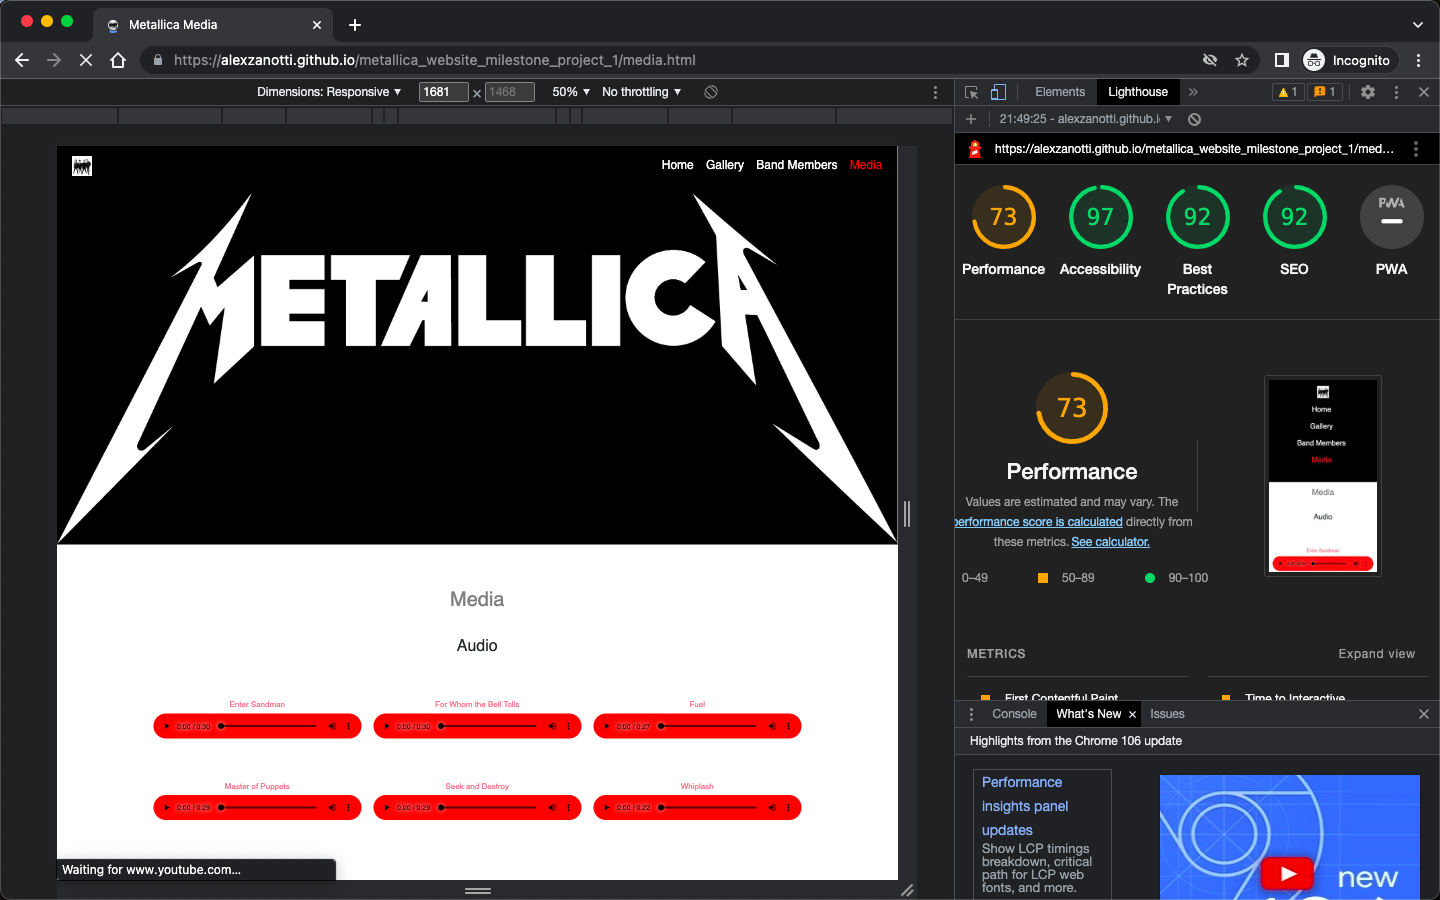 Metallica Media
https://alexzanotti.github.io/metallica_website_milestone_project_1/media.html
Incognito
Dimensions: Responsive
1681
×
1468
50%
No throttling
Elements
Lighthouse
»
1
1
21:49:25 - alexzanotti.github.i
https://alexzanotti.github.io/metallica_website_milestone_project_1/med...
Home
Gallery
Band Members
Media
METALLICA
Media
Audio
Enter Sandman
For Whom the Bell Tolls
Fuel
0:00 / 0:30
0:00 / 0:30
0:00 / 0:27
Master of Puppets
Seek and Destroy
Whiplash
0:00 / 0:29
0:00 / 0:29
0:00 / 0:22
Waiting for www.youtube.com...
73
97
92
92
PWA
Performance
Accessibility
Best
Practices
SEO
PWA
73
Performance
Values are estimated and may vary. The
performance score is calculated directly from
these metrics. See calculator.
0–49
50–89
90–100
Home
Gallery
Band Members
Media
Media
Audio
Enter Sandman
METRICS
Expand view
First Contentful Paint
Time to Interactive
Console
What's New
Issues
Highlights from the Chrome 106 update
Performance
insights panel
updates
Show LCP timings
breakdown, critical
path for LCP web
fonts, and more.
new